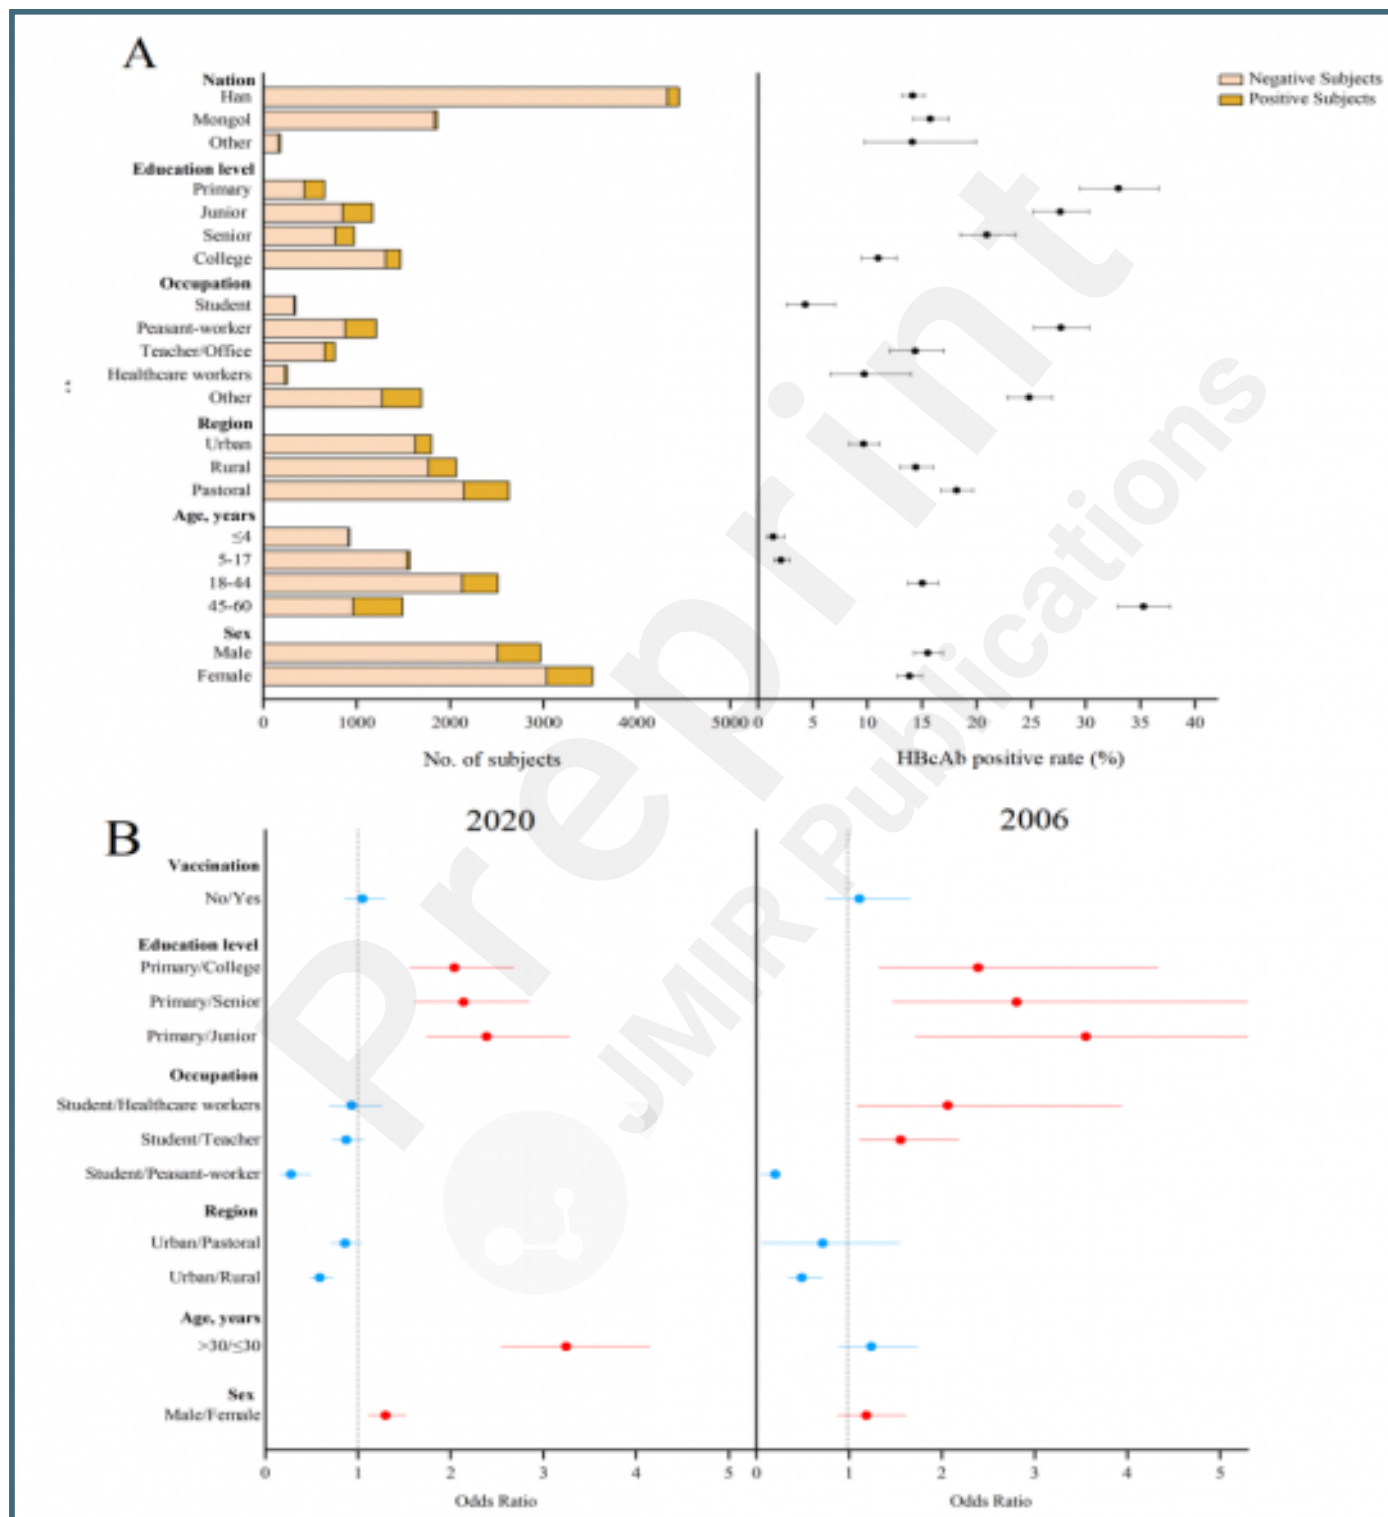 A
Negative Subjects
Positive Subjects
Nation
Han
Mongol
Other
Education level
Primary
Junior
Senior
College
Occupation
Student
Peasant-worker
Teacher/Office
Healthcare workers
Other
Region
Urban
Rural
Pastoral
Age, years
≤4
5-17
18-44
45-60
Sex
Male
Female
0 1000 2000 3000 4000 5000
0 5 10 15 20 25 30 35 40
No. of subjects
HBcAb positive rate (%)
B
2020
2006
Vaccination
No/Yes
Education level
Primary/College
Primary/Senior
Primary/Junior
Occupation
Student/Healthcare workers
Student/Teacher
Student/Peasant-worker
Region
Urban/Pastoral
Urban/Rural
Age, years
>30/≤30
Sex
Male/Female
0 1 2 3 4 5
0 1 2 3 4 5
Odds Ratio
Odds Ratio
Preprint
JMIR Publications